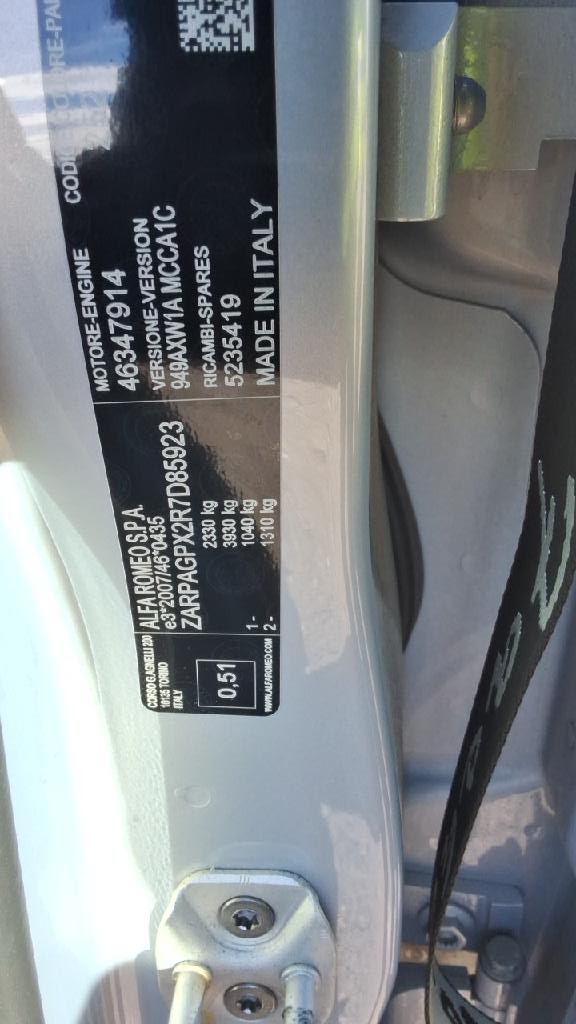 CORSO G.AGNELLI 200
10135 TORINO
ITALY
0,51
WWW.ALFAROMEO.COM
ALFA ROMEO S.P.A.
e3*2007/46*0435
ZARPAGPX2R7D85923
2330 kg
3930 kg
1- 1040 kg
2- 1310 kg
MOTORE-ENGINE
46347914
VERSIONE-VERSION
949AXW1A MCCA1C
RICAMBI-SPARES
5235419
MADE IN ITALY